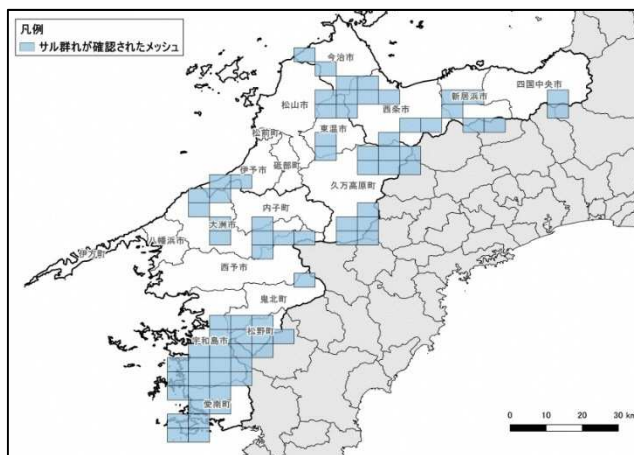 凡例
サル群れが確認されたメッシュ
今治市
四国中央市
新居浜市
西条市
松山市
東温市
松前町
砥部町
伊予市
久万高原町
内子町
大洲市
八幡浜市
伊方町
西予市
鬼北町
松野町
宇和島市
愛南町
0 10 20 30 km